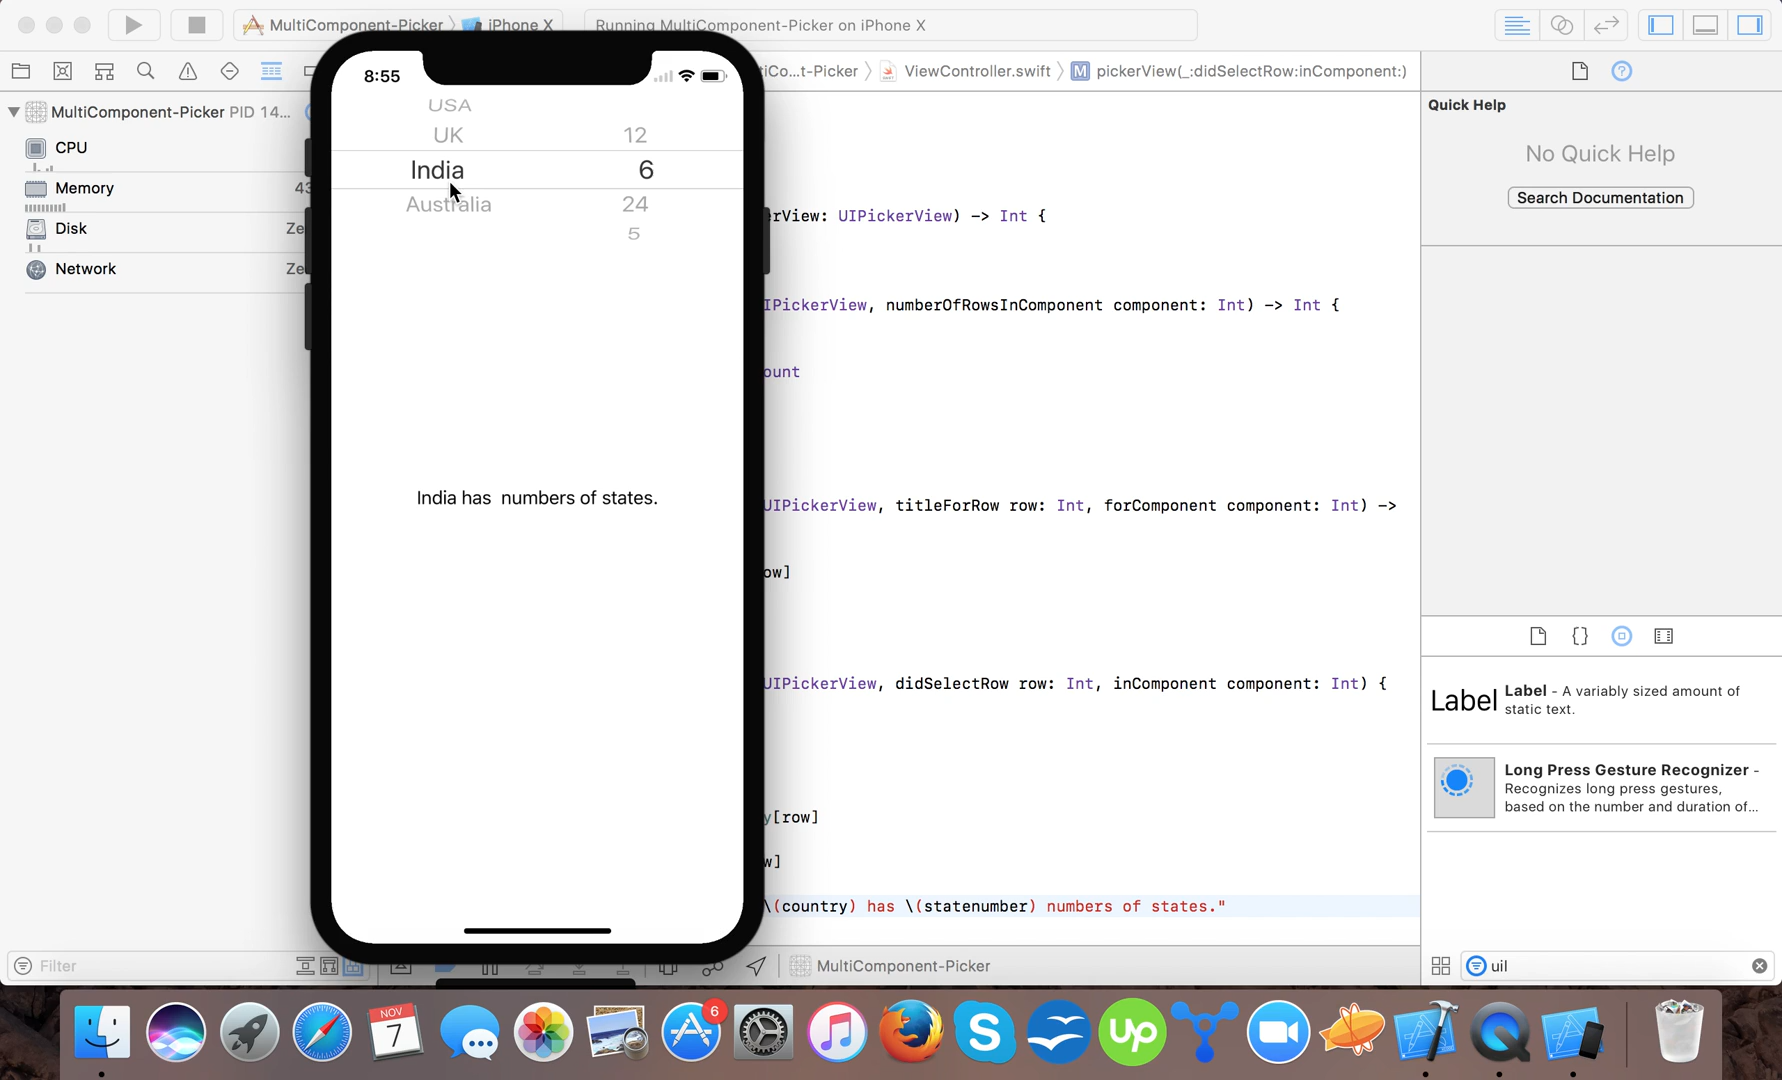 MultiComponent-Picker
iPhone X
Running MultiComponent-Picker on iPhone X
iCo...t-Picker
ViewController.swift
M
pickerView(_:didSelectRow:inComponent:)
MultiComponent-Picker PID 14...
CPU
Memory
43
Disk
Ze
Network
Ze
8:55
USA
UK
12
India
6
Australia
24
5
India has  numbers of states.
erView: UIPickerView) -> Int {
IPickerView, numberOfRowsInComponent component: Int) -> Int {
ount
UIPickerView, titleForRow row: Int, forComponent component: Int) ->
ow]
UIPickerView, didSelectRow row: Int, inComponent component: Int) {
y[row]
w]
\(country) has \(statenumber) numbers of states."
Quick Help
No Quick Help
Search Documentation
{}
Label
Label - A variably sized amount of
static text.
Long Press Gesture Recognizer -
Recognizes long press gestures,
based on the number and duration of...
Filter
MultiComponent-Picker
uil
NOV
7
6
S
up